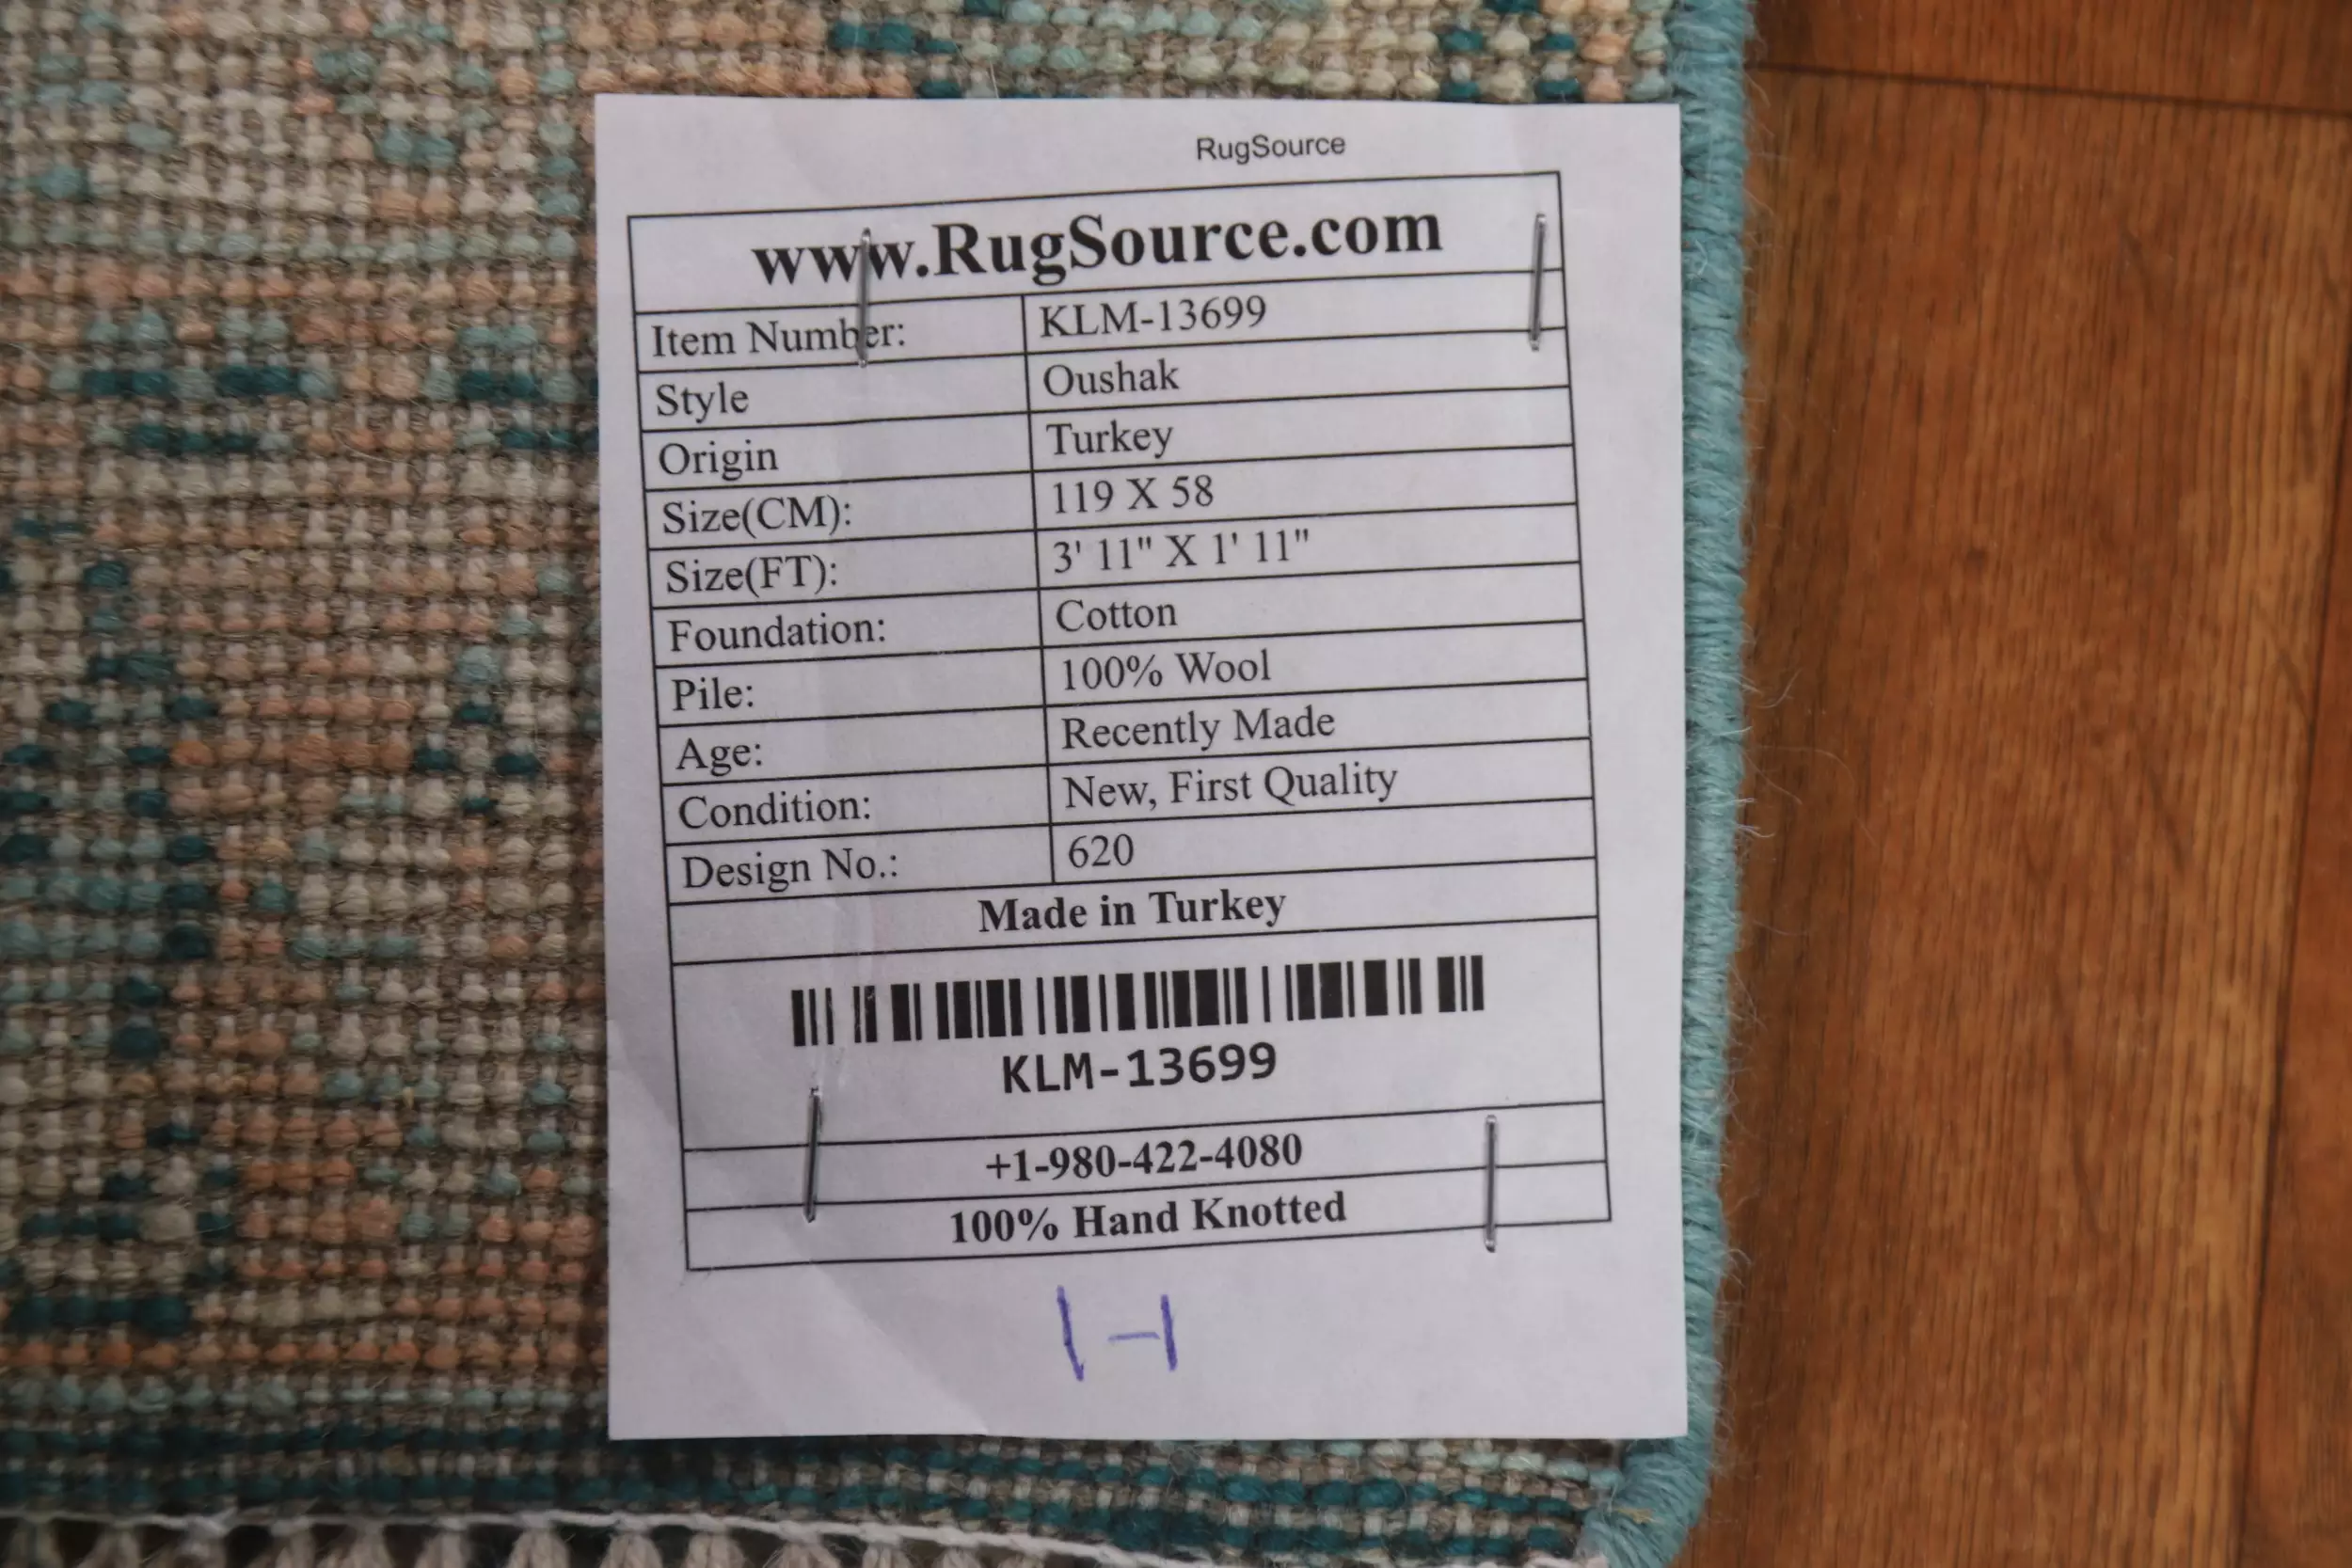 RugSource
www.RugSource.com
Item Number: KLM-13699
Style Oushak
Origin Turkey
Size(CM): 119 X 58
Size(FT): 3' 11" X 1' 11"
Foundation: Cotton
Pile: 100% Wool
Age: Recently Made
Condition: New, First Quality
Design No.: 620
Made in Turkey
KLM-13699
+1-980-422-4080
100% Hand Knotted
1-1